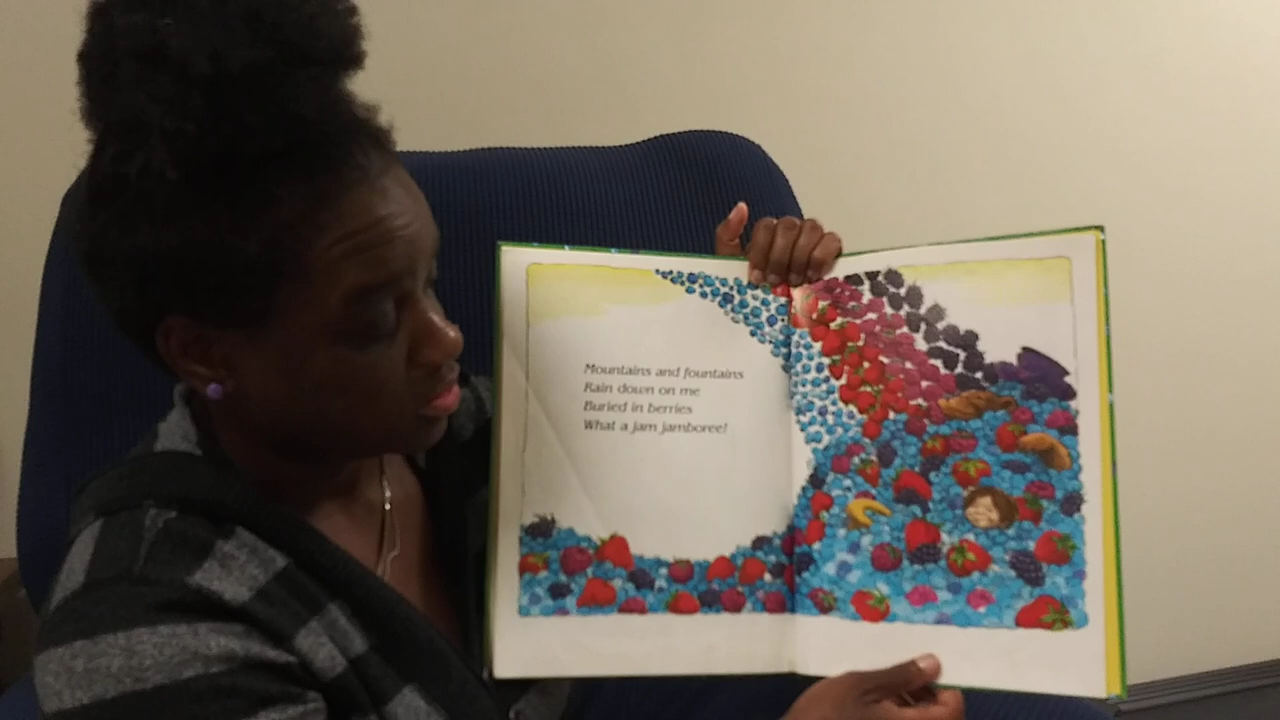 Mountains and fountains
Rain down on me
Buried in berries
What a jam jamboree!